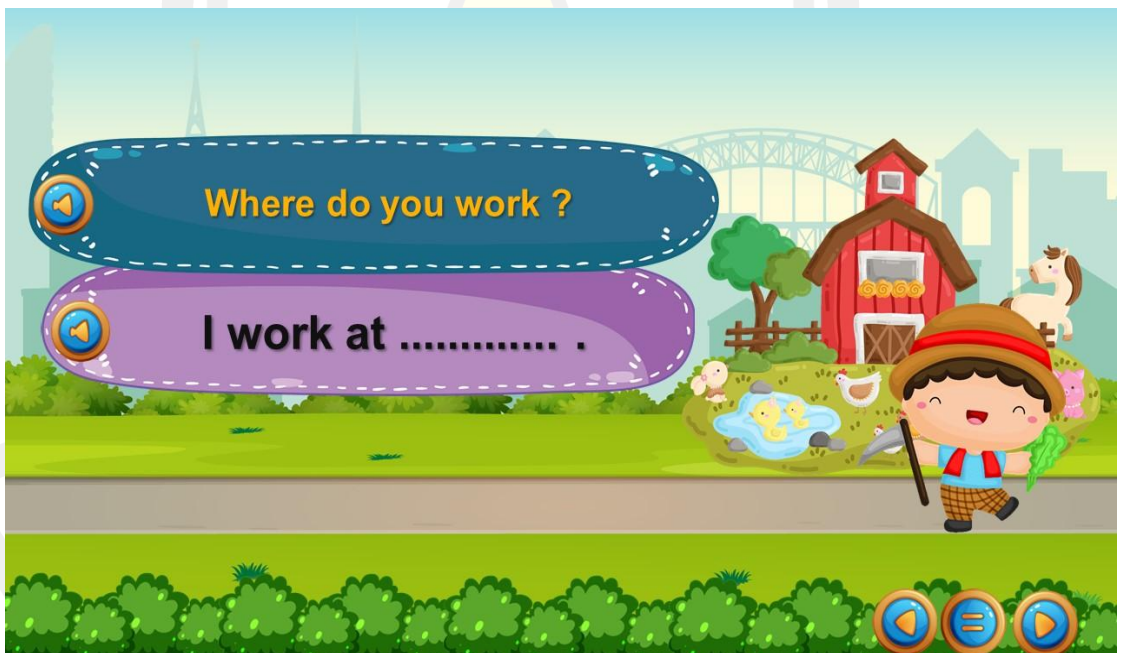 Where do you work ?
I work at ............. .